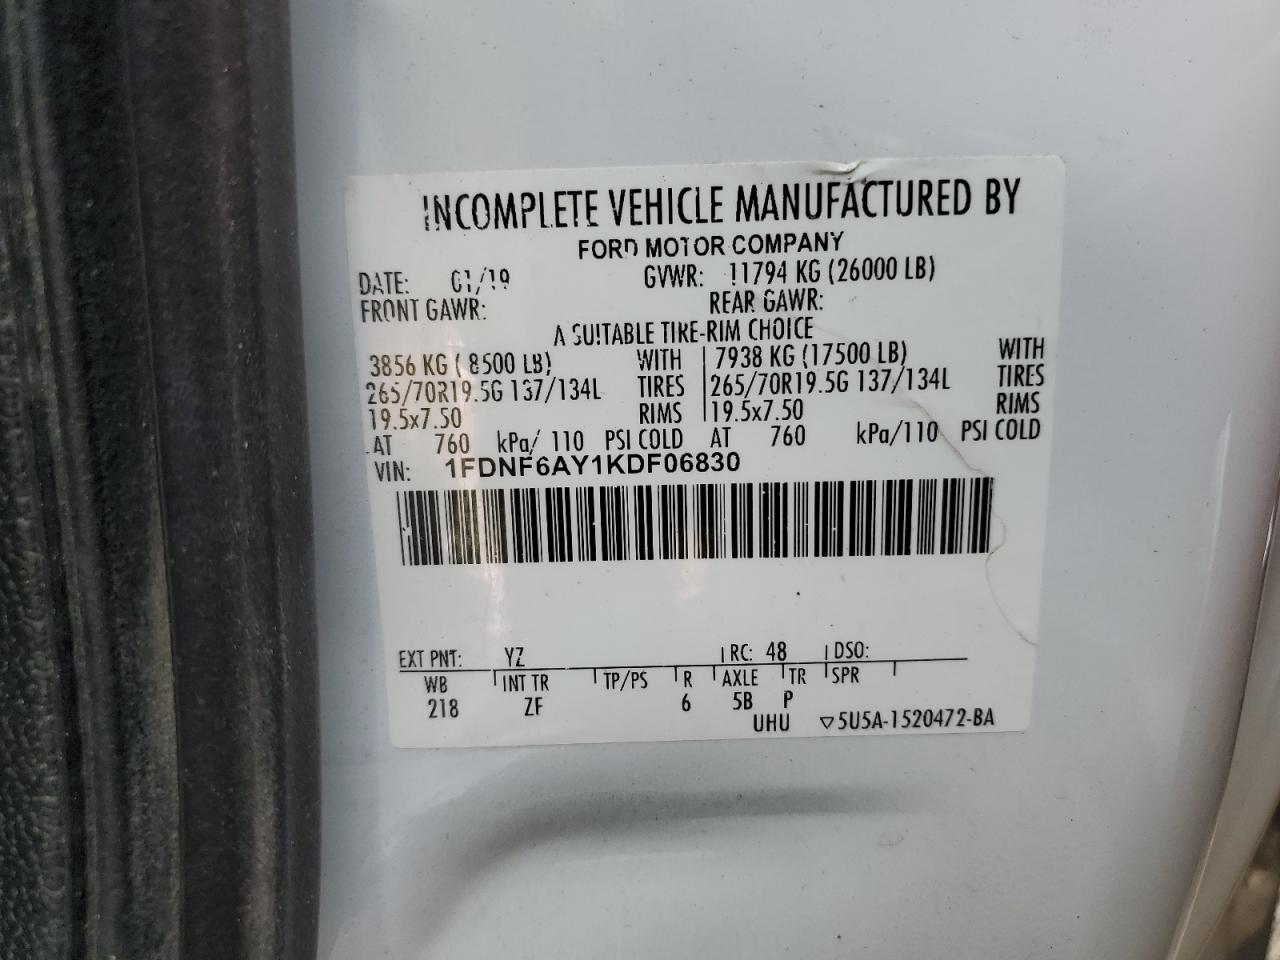 INCOMPLETE VEHICLE MANUFACTURED BY
FORD MOTOR COMPANY
DATE: 01/19 GVWR: 11794 KG (26000 LB)
FRONT GAWR: REAR GAWR:
A SUITABLE TIRE-RIM CHOICE
3856 KG ( 8500 LB) WITH 7938 KG (17500 LB) WITH
265/70R19.5G 137/134L TIRES 265/70R19.5G 137/134L TIRES
19.5x7.50 RIMS 19.5x7.50 RIMS
AT 760 kPa/ 110 PSI COLD AT 760 kPa/110 PSI COLD
VIN: 1FDNF6AY1KDF06830
EXT PNT: YZ RC: 48 DSO:
WB INT TR TP/PS R AXLE TR SPR
218 ZF 6 5B P
UHU ▽5U5A-1520472-BA